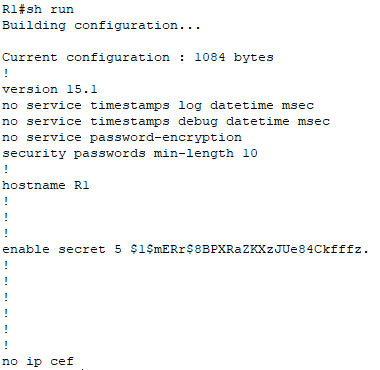 R1#sh run
Building configuration...
Current configuration : 1084 bytes
!
version 15.1
no service timestamps log datetime msec
no service timestamps debug datetime msec
no service password-encryption
security passwords min-length 10
!
hostname R1
!
!
!
enable secret 5 $1$mERr$8BPXRaZKXzJUe84Ckfffz.
!
!
!
!
!
!
no ip cef